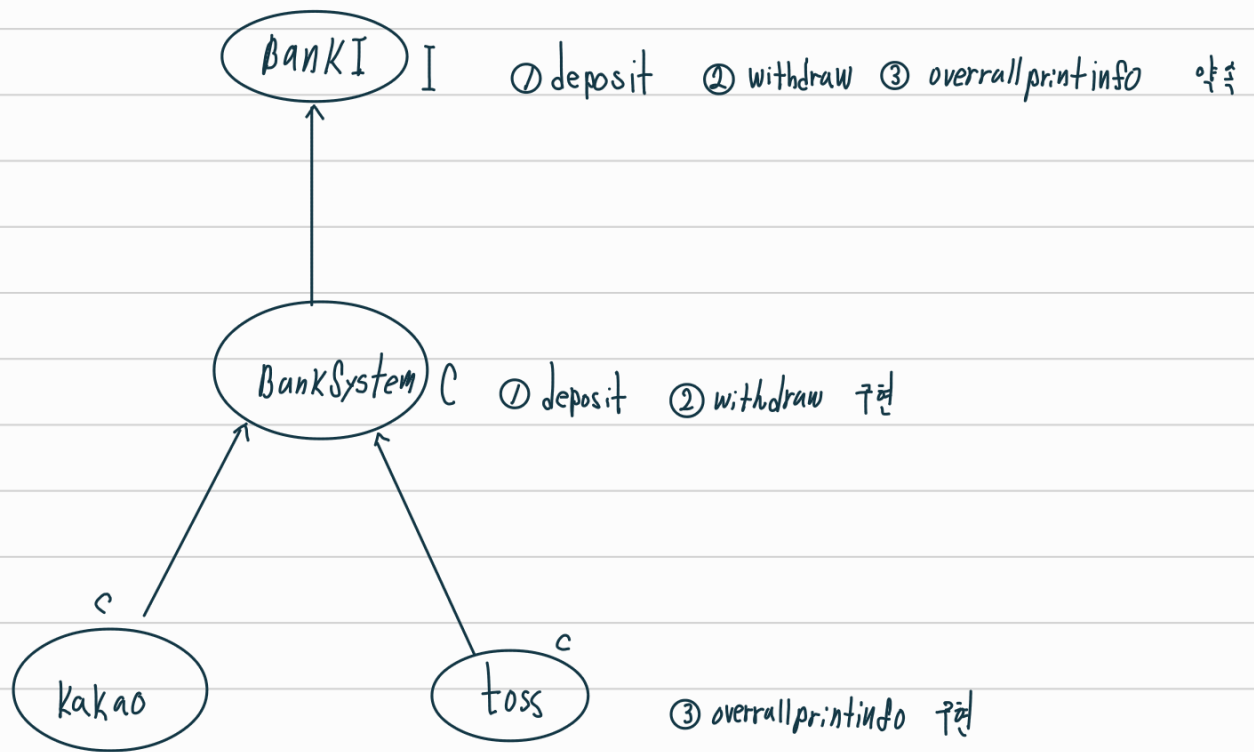 BankI I ① deposit ② withdraw ③ overrallprintinfo 약속
BankSystem C ① deposit ② withdraw 구현
C
C
kakao toss
③ overrallprintindo 구현